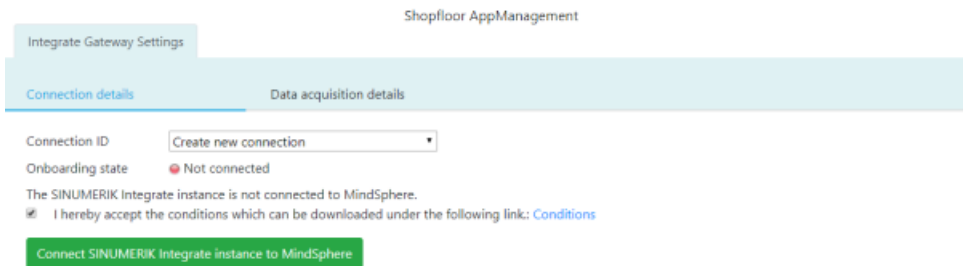 Shopfloor AppManagement
Integrate Gateway Settings
Connection details
Data acquisition details
Connection ID
Create new connection
Onboarding state
Not connected
The SINUMERIK Integrate instance is not connected to MindSphere.
I hereby accept the conditions which can be downloaded under the following link.: Conditions
Connect SINUMERIK Integrate instance to MindSphere